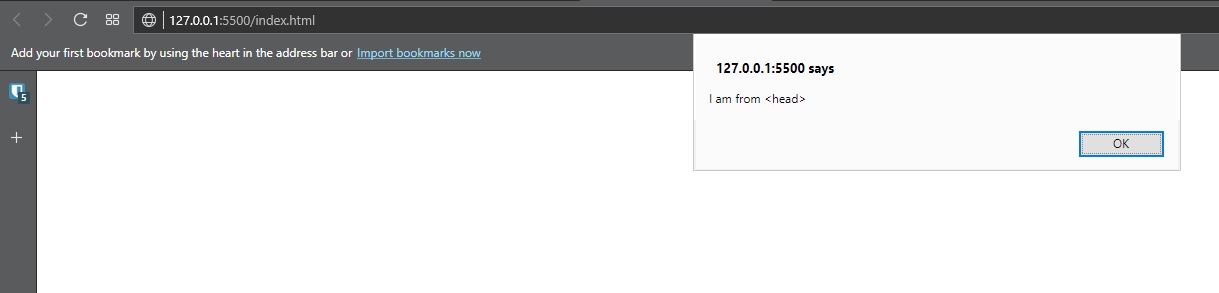 127.0.0.1:5500/index.html
Add your first bookmark by using the heart in the address bar or Import bookmarks now
127.0.0.1:5500 says
I am from <head>
OK
5